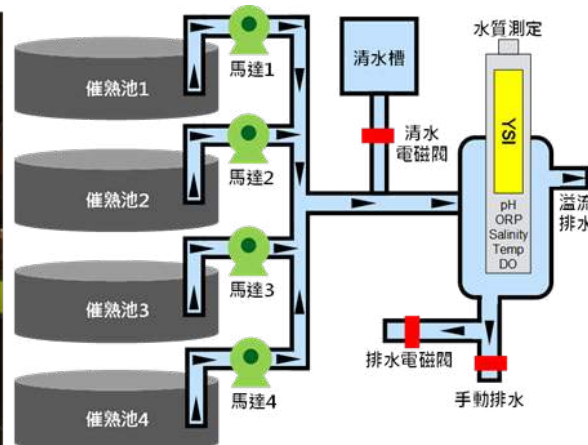 催熟池1
馬達1
催熟池2
馬達2
催熟池3
馬達3
催熟池4
馬達4
清水槽
清水
電磁閥
水質測定
YSI
pH
ORP
Salinity
Temp
DO
溢流
排水
排水電磁閥
手動排水